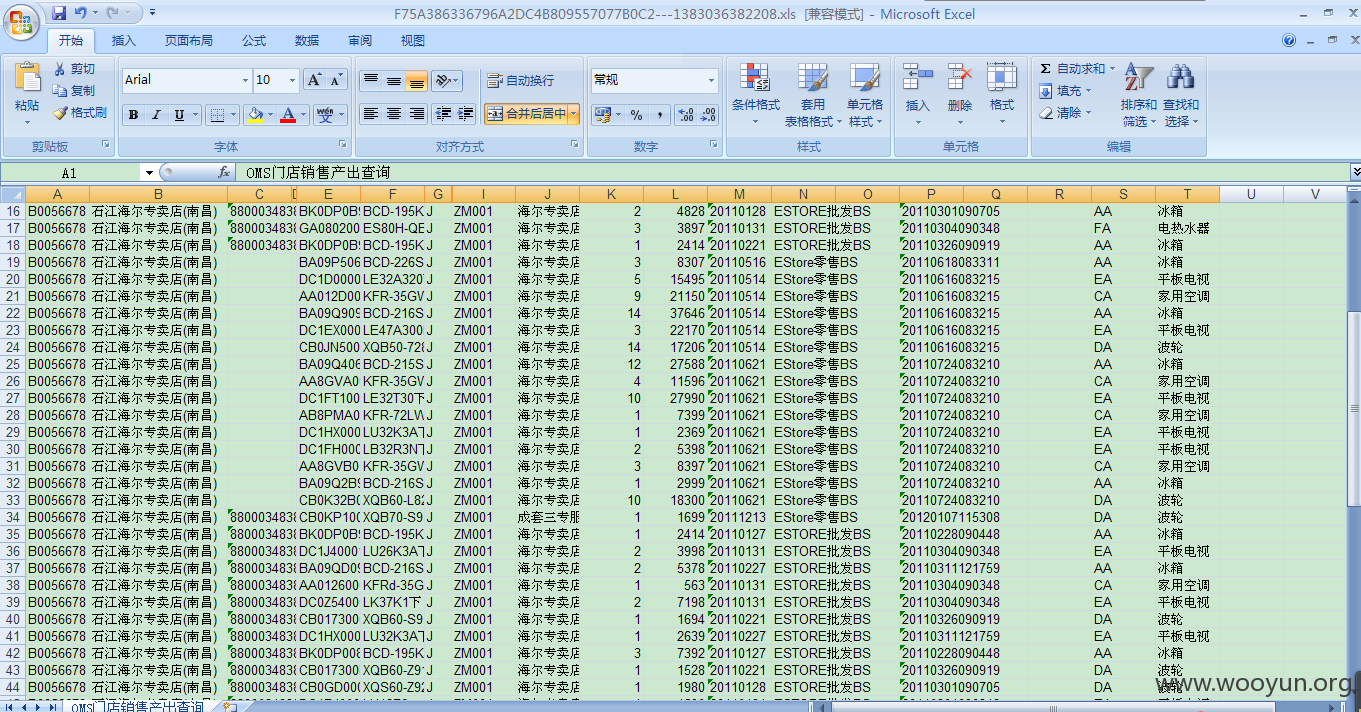 F75A386336796A2DC4B809557077B0C2---1383036382208.xls [兼容模式] - Microsoft Excel
开始 插入 页面布局 公式 数据 审阅 视图
剪切 Arial 10 自动换行 常规 插入 删除 格式 Σ 自动求和
粘贴 复制 条件格式 套用 单元格 填充 排序和 查找和
格式刷 B I U 合并后居中 % , 表格格式 样式 清除 筛选 选择
剪贴板 字体 对齐方式 数字 样式 单元格 编辑
A1 fx OMS门店销售产出查询
A B C D E F G I J K L M N O P Q R S T U V
16 B0056678 石江海尔专卖店(南昌) 8800034838 BK0DP0B9 BCD-195K J ZM001 海尔专卖店 2 4828 20110128 ESTORE批发BS 20110301090705 AA 冰箱
17 B0056678 石江海尔专卖店(南昌) 8800034838 GA080200 ES80H-QE J ZM001 海尔专卖店 3 3897 20110131 ESTORE批发BS 20110304090348 FA 电热水器
18 B0056678 石江海尔专卖店(南昌) 8800034838 BK0DP0B9 BCD-195K J ZM001 海尔专卖店 1 2414 20110221 ESTORE批发BS 20110326090919 AA 冰箱
19 B0056678 石江海尔专卖店(南昌) BA09P506 BCD-226S J ZM001 海尔专卖店 3 8307 20110516 EStore零售BS 20110618083311 AA 冰箱
20 B0056678 石江海尔专卖店(南昌) DC1D0000 LE32A320 J ZM001 海尔专卖店 5 15495 20110514 EStore零售BS 20110616083215 EA 平板电视
21 B0056678 石江海尔专卖店(南昌) AA012D00 KFR-35GW J ZM001 海尔专卖店 9 21150 20110514 EStore零售BS 20110616083215 CA 家用空调
22 B0056678 石江海尔专卖店(南昌) BA09Q909 BCD-216S J ZM001 海尔专卖店 14 37646 20110514 EStore零售BS 20110616083215 AA 冰箱
23 B0056678 石江海尔专卖店(南昌) DC1EX000 LE47A300 J ZM001 海尔专卖店 3 22170 20110514 EStore零售BS 20110616083215 EA 平板电视
24 B0056678 石江海尔专卖店(南昌) CB0JN500 XQB50-728 J ZM001 海尔专卖店 14 17206 20110514 EStore零售BS 20110616083215 DA 波轮
25 B0056678 石江海尔专卖店(南昌) BA09Q406 BCD-215S J ZM001 海尔专卖店 12 27588 20110621 EStore零售BS 20110724083210 AA 冰箱
26 B0056678 石江海尔专卖店(南昌) AA8GVA0 KFR-35GW J ZM001 海尔专卖店 4 11596 20110621 EStore零售BS 20110724083210 CA 家用空调
27 B0056678 石江海尔专卖店(南昌) DC1FT100 LE32T30下 J ZM001 海尔专卖店 10 27990 20110621 EStore零售BS 20110724083210 EA 平板电视
28 B0056678 石江海尔专卖店(南昌) AB8PMA0 KFR-72LW J ZM001 海尔专卖店 1 7399 20110621 EStore零售BS 20110724083210 CA 家用空调
29 B0056678 石江海尔专卖店(南昌) DC1HX000 LU32K3A J ZM001 海尔专卖店 1 2369 20110621 EStore零售BS 20110724083210 EA 平板电视
30 B0056678 石江海尔专卖店(南昌) DC1FH000 LB32R3N J ZM001 海尔专卖店 2 5398 20110621 EStore零售BS 20110724083210 EA 平板电视
31 B0056678 石江海尔专卖店(南昌) AA8GVB0 KFR-35GW J ZM001 海尔专卖店 3 8397 20110621 EStore零售BS 20110724083210 CA 家用空调
32 B0056678 石江海尔专卖店(南昌) BA09Q2B9 BCD-216S J ZM001 海尔专卖店 1 2999 20110621 EStore零售BS 20110724083210 AA 冰箱
33 B0056678 石江海尔专卖店(南昌) CB0K32B0 XQB60-L82 J ZM001 海尔专卖店 10 18300 20110621 EStore零售BS 20110724083210 DA 波轮
34 B0056678 石江海尔专卖店(南昌) 8800034838 CB0KP100 XQB70-S9 J ZM001 成套三专服 1 1699 20111213 EStore零售BS 20120107115308 DA 波轮
35 B0056678 石江海尔专卖店(南昌) 8800034838 BK0DP0B9 BCD-195K J ZM001 海尔专卖店 1 2414 20110127 ESTORE批发BS 20110228090448 AA 冰箱
36 B0056678 石江海尔专卖店(南昌) 8800034838 DC1J4000 LU26K3A J ZM001 海尔专卖店 2 3998 20110131 ESTORE批发BS 20110304090348 EA 平板电视
37 B0056678 石江海尔专卖店(南昌) 8800034838 BA09QD09 BCD-216S J ZM001 海尔专卖店 2 5378 20110227 ESTORE批发BS 20110311121759 AA 冰箱
38 B0056678 石江海尔专卖店(南昌) 8800034838 AA012600 KFRd-35G J ZM001 海尔专卖店 1 563 20110131 ESTORE批发BS 20110304090348 CA 家用空调
39 B0056678 石江海尔专卖店(南昌) 8800034838 DC0Z5400 LK37K1下 J ZM001 海尔专卖店 2 7198 20110131 ESTORE批发BS 20110304090348 EA 平板电视
40 B0056678 石江海尔专卖店(南昌) 8800034838 CB017300 XQB60-S9 J ZM001 海尔专卖店 1 1694 20110221 ESTORE批发BS 20110326090919 DA 波轮
41 B0056678 石江海尔专卖店(南昌) 8800034838 DC1HX000 LU32K3A J ZM001 海尔专卖店 1 2639 20110227 ESTORE批发BS 20110311121759 EA 平板电视
42 B0056678 石江海尔专卖店(南昌) 8800034838 BK0DP008 BCD-195K J ZM001 海尔专卖店 3 7392 20110127 ESTORE批发BS 20110228090448 AA 冰箱
43 B0056678 石江海尔专卖店(南昌) 8800034838 CB017300 XQB60-Z9 J ZM001 海尔专卖店 1 1528 20110221 ESTORE批发BS 20110326090919 DA 波轮
44 B0056678 石江海尔专卖店(南昌) 8800034838 CB0GD000 XQS60-Z9 J ZM001 海尔专卖店 1 1980 20110128 ESTORE批发BS 20110301090705 DA 波轮
www.wooyun.org
OMS门店销售产出查询